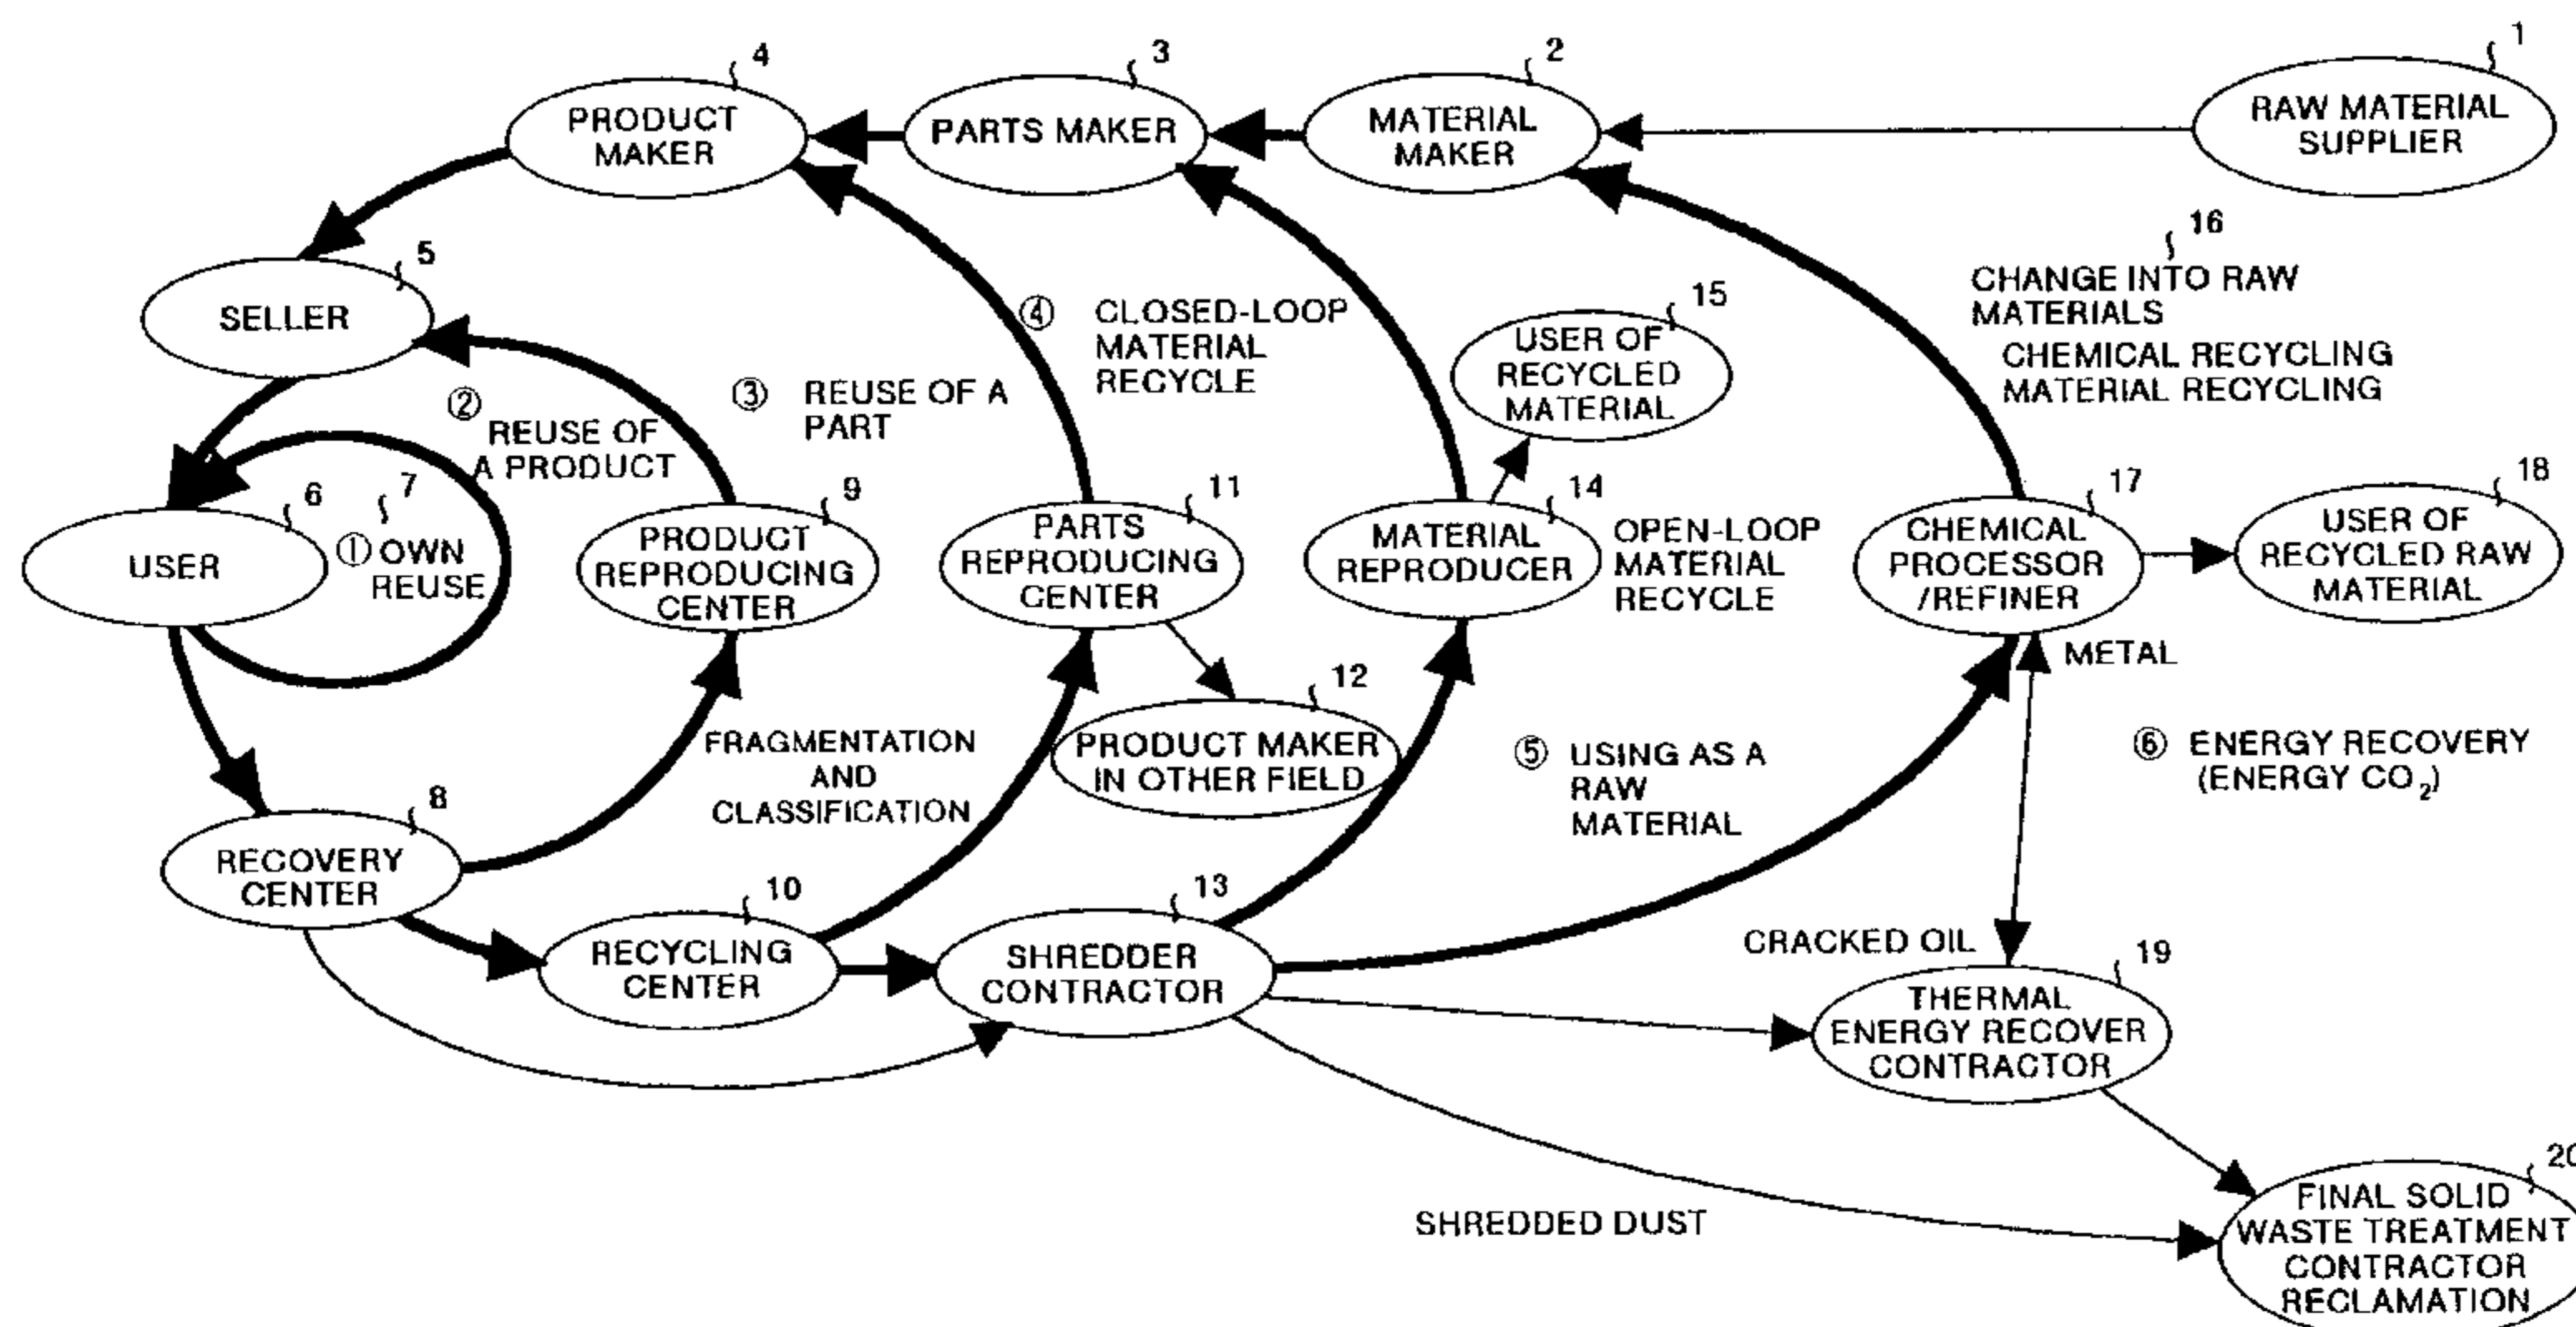 1
RAW MATERIAL
SUPPLIER
2
MATERIAL
MAKER
3
PARTS MAKER
4
PRODUCT
MAKER
5
SELLER
6
USER
7
① OWN
REUSE
②
REUSE OF
A PRODUCT
③ REUSE OF A
PART
④ CLOSED-LOOP
MATERIAL
RECYCLE
15
USER OF
RECYCLED
MATERIAL
16
CHANGE INTO RAW
MATERIALS
CHEMICAL RECYCLING
MATERIAL RECYCLING
9
PRODUCT
REPRODUCING
CENTER
11
PARTS
REPRODUCING
CENTER
14
MATERIAL
REPRODUCER
OPEN-LOOP
MATERIAL
RECYCLE
17
CHEMICAL
PROCESSOR
/REFINER
18
USER OF
RECYCLED RAW
MATERIAL
METAL
12
PRODUCT MAKER
IN OTHER FIELD
FRAGMENTATION
AND
CLASSIFICATION
⑤ USING AS A
RAW
MATERIAL
⑥ ENERGY RECOVERY
(ENERGY CO₂)
8
RECOVERY
CENTER
10
RECYCLING
CENTER
13
SHREDDER
CONTRACTOR
CRACKED OIL
19
THERMAL
ENERGY RECOVER
CONTRACTOR
SHREDDED DUST
20
FINAL SOLID
WASTE TREATMENT
CONTRACTOR
RECLAMATION